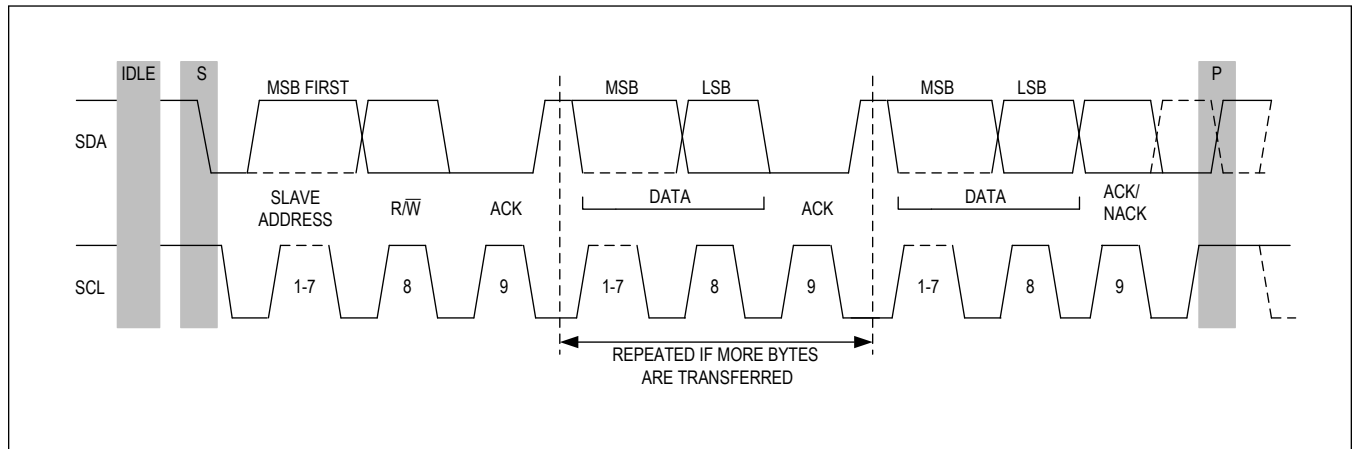 IDLE
S
MSB FIRST
MSB
LSB
MSB
LSB
P
SDA
SLAVE
ADDRESS
R/W̅
ACK
DATA
ACK
DATA
ACK/
NACK
SCL
1-7
8
9
1-7
8
9
1-7
8
9
REPEATED IF MORE BYTES
ARE TRANSFERRED